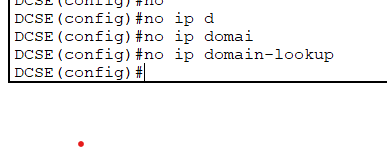 DCSE(config)#no
DCSE(config)#no ip d
DCSE(config)#no ip domai
DCSE(config)#no ip domain-lookup
DCSE(config)#